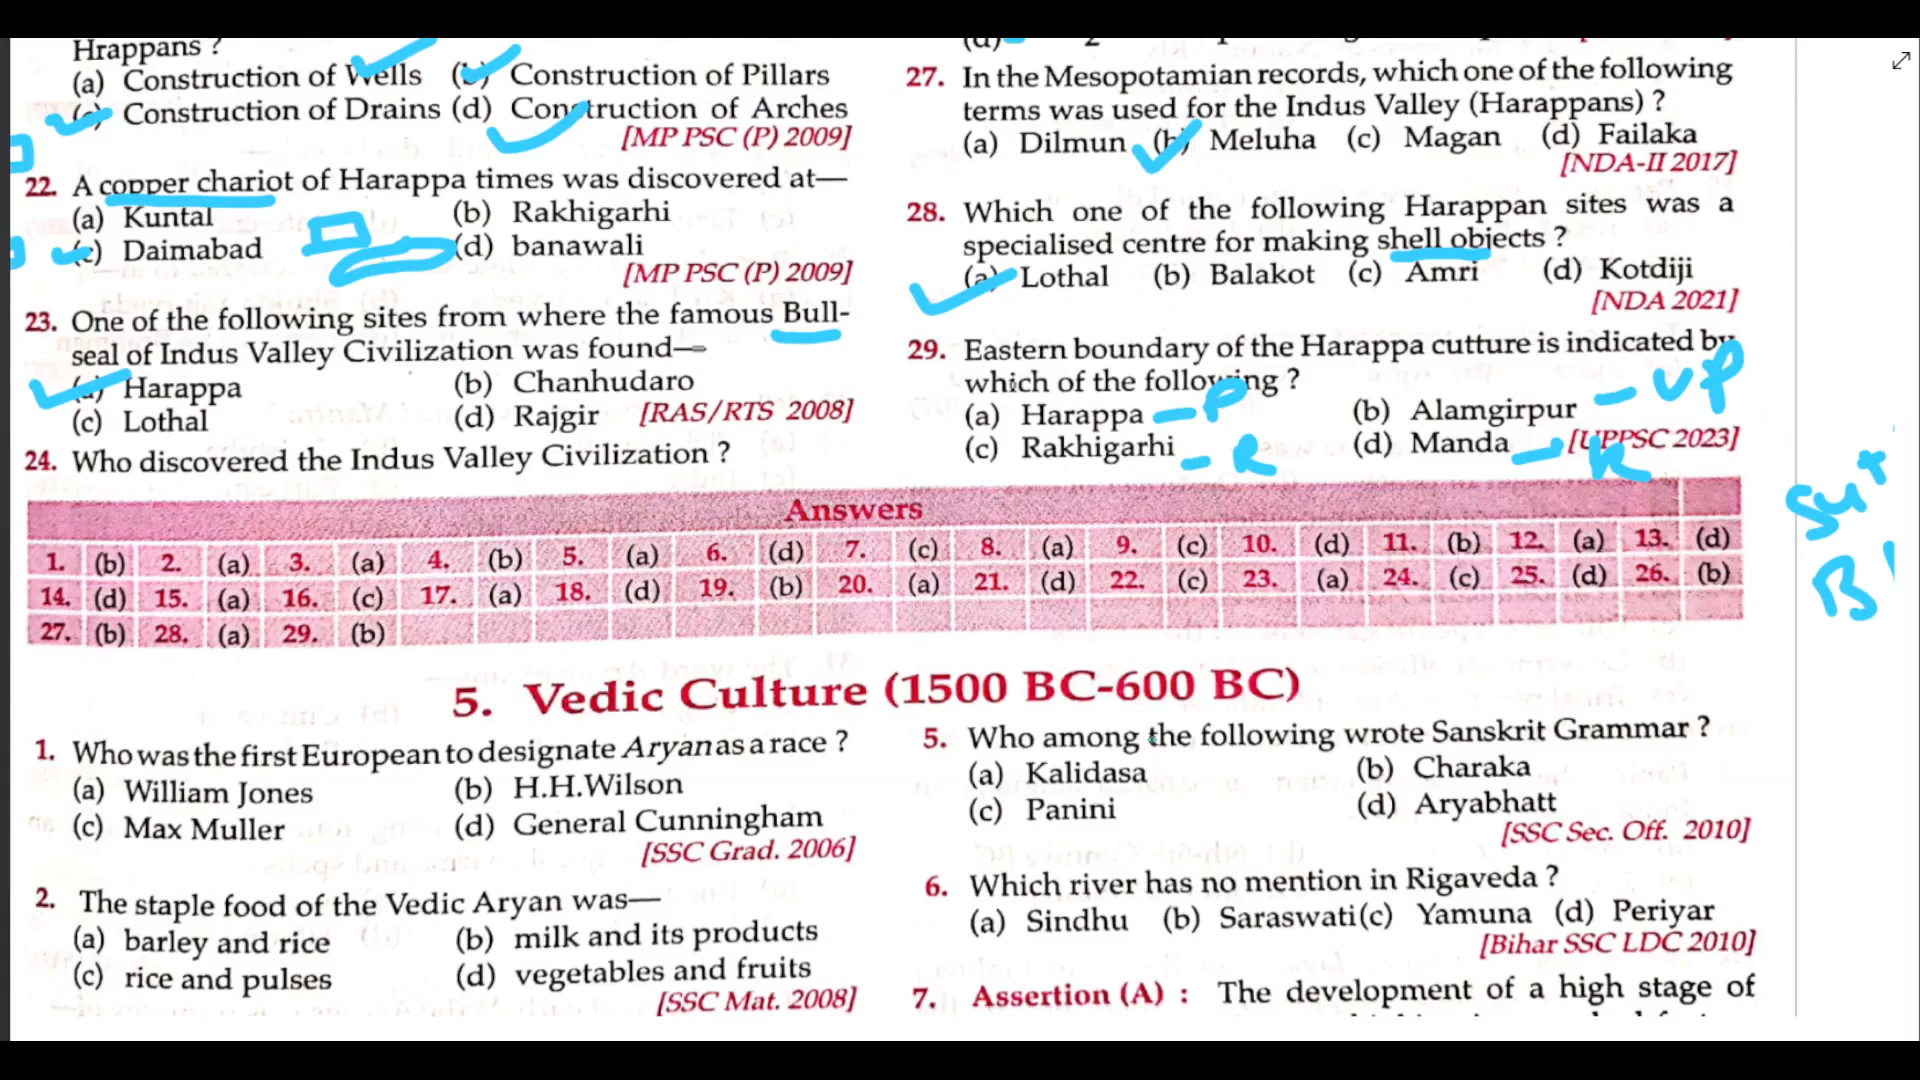 Hrappans ?
(a) Construction of Wells (b) Construction of Pillars
(c) Construction of Drains (d) Construction of Arches
[MP PSC (P) 2009]
22. A copper chariot of Harappa times was discovered at—
(a) Kuntal (b) Rakhigarhi
(c) Daimabad (d) banawali
[MP PSC (P) 2009]
23. One of the following sites from where the famous Bull-
seal of Indus Valley Civilization was found—
(a) Harappa (b) Chanhudaro
(c) Lothal (d) Rajgir [RAS/RTS 2008]
24. Who discovered the Indus Valley Civilization ?
27. In the Mesopotamian records, which one of the following
terms was used for the Indus Valley (Harappans) ?
(a) Dilmun (b) Meluha (c) Magan (d) Failaka
[NDA-II 2017]
28. Which one of the following Harappan sites was a
specialised centre for making shell objects ?
(a) Lothal (b) Balakot (c) Amri (d) Kotdiji
[NDA 2021]
29. Eastern boundary of the Harappa cutture is indicated by
which of the following ?
(a) Harappa – P (b) Alamgirpur – UP
(c) Rakhigarhi – R (d) Manda – K [UPPSC 2023]
Answers
1. (b) 2. (a) 3. (a) 4. (b) 5. (a) 6. (d) 7. (c) 8. (a) 9. (c) 10. (d) 11. (b) 12. (a) 13. (d)
14. (d) 15. (a) 16. (c) 17. (a) 18. (d) 19. (b) 20. (a) 21. (d) 22. (c) 23. (a) 24. (c) 25. (d) 26. (b)
27. (b) 28. (a) 29. (b)
5. Vedic Culture (1500 BC-600 BC)
1. Who was the first European to designate Aryan as a race ?
(a) William Jones (b) H.H.Wilson
(c) Max Muller (d) General Cunningham
[SSC Grad. 2006]
2. The staple food of the Vedic Aryan was—
(a) barley and rice (b) milk and its products
(c) rice and pulses (d) vegetables and fruits
[SSC Mat. 2008]
5. Who among the following wrote Sanskrit Grammar ?
(a) Kalidasa (b) Charaka
(c) Panini (d) Aryabhatt
[SSC Sec. Off. 2010]
6. Which river has no mention in Rigaveda ?
(a) Sindhu (b) Saraswati (c) Yamuna (d) Periyar
[Bihar SSC LDC 2010]
7. Assertion (A) : The development of a high stage of